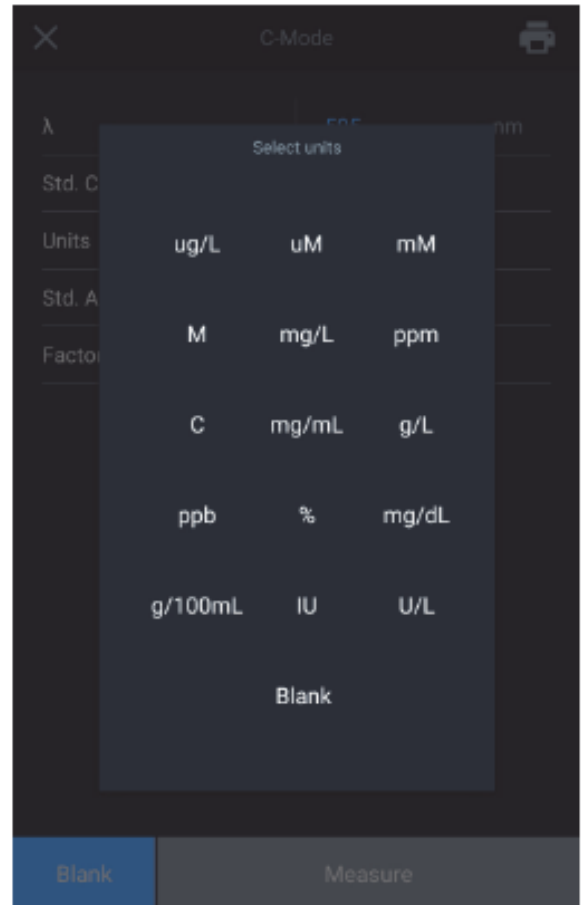 C-Mode
λ nm
Select units
Std. C
Units
ug/L uM mM
Std. A
M mg/L ppm
C mg/mL g/L
ppb % mg/dL
g/100mL IU U/L
Blank
Blank Measure